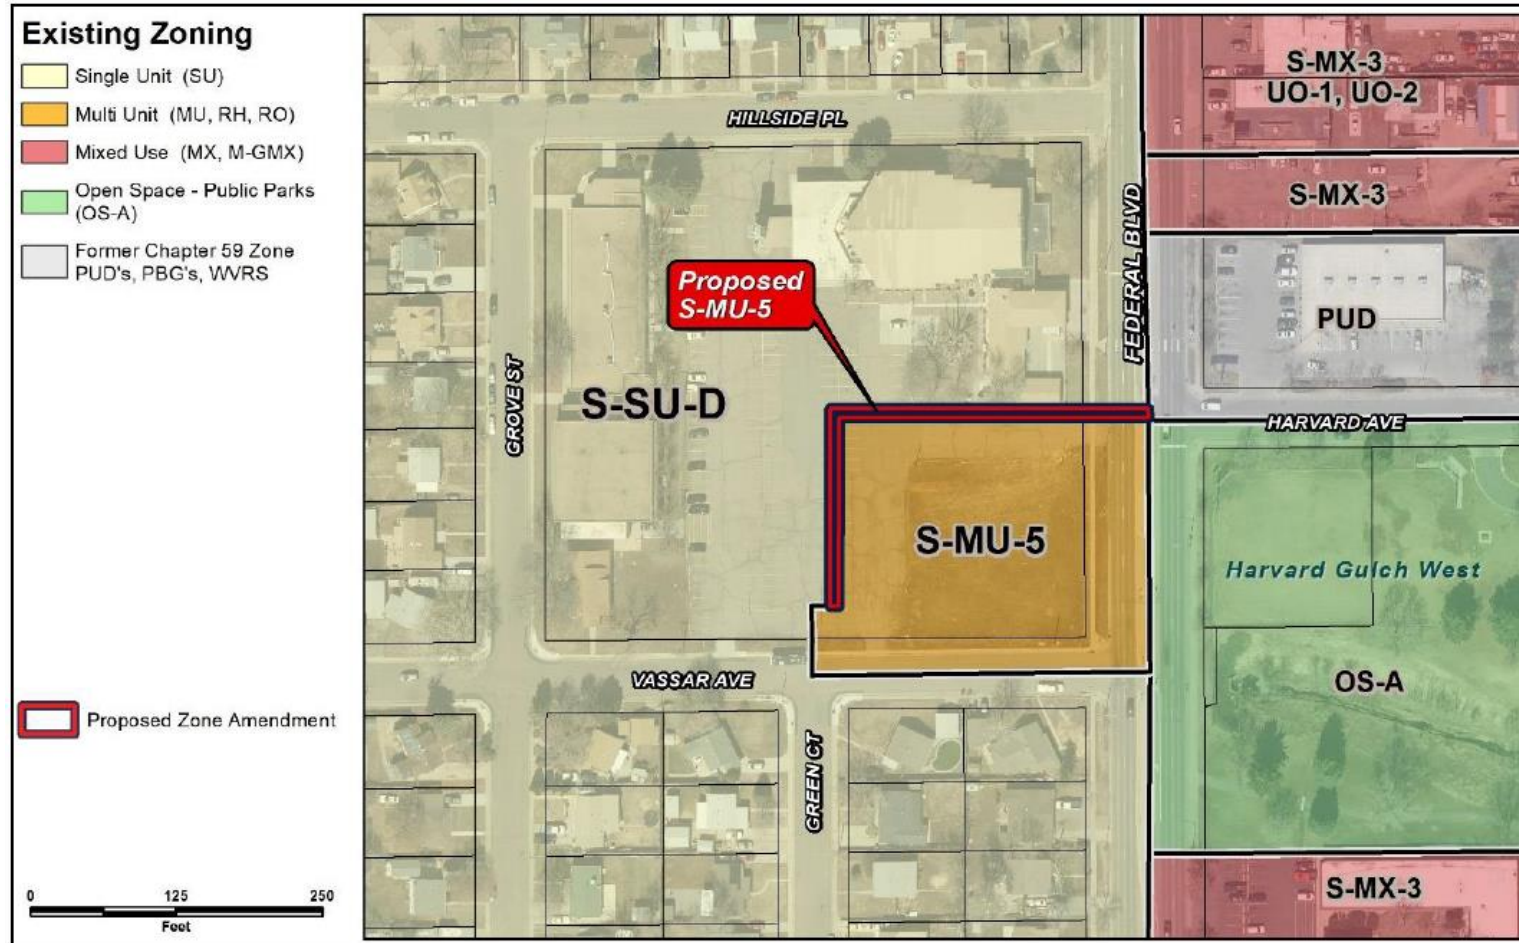 Existing Zoning
Single Unit (SU)
Multi Unit (MU, RH, RO)
Mixed Use (MX, M-GMX)
Open Space - Public Parks
(OS-A)
Former Chapter 59 Zone
PUD's, PBG's, WVRS
Proposed Zone Amendment
0 125 250
Feet
S-MX-3
UO-1, UO-2
HILLSIDE PL
S-MX-3
FEDERAL BLVD
Proposed
S-MU-5
PUD
GROVE ST
S-SU-D
HARVARD AVE
S-MU-5
Harvard Gulch West
VASSAR AVE
OS-A
GREEN CT
S-MX-3